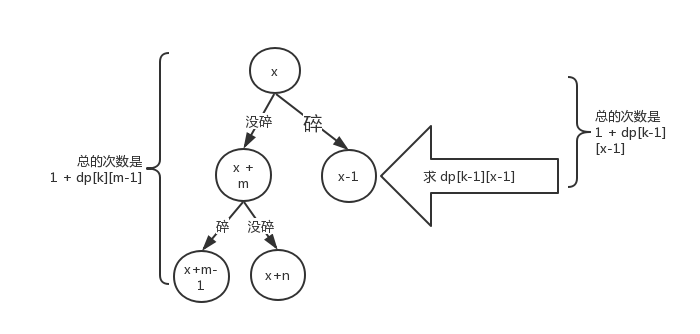 x
没碎
碎
总的次数是
1 + dp[k][m-1]
x +
m
x-1
求 dp[k-1][x-1]
总的次数是
1 + dp[k-1]
[x-1]
碎
没碎
x+m-
1
x+n